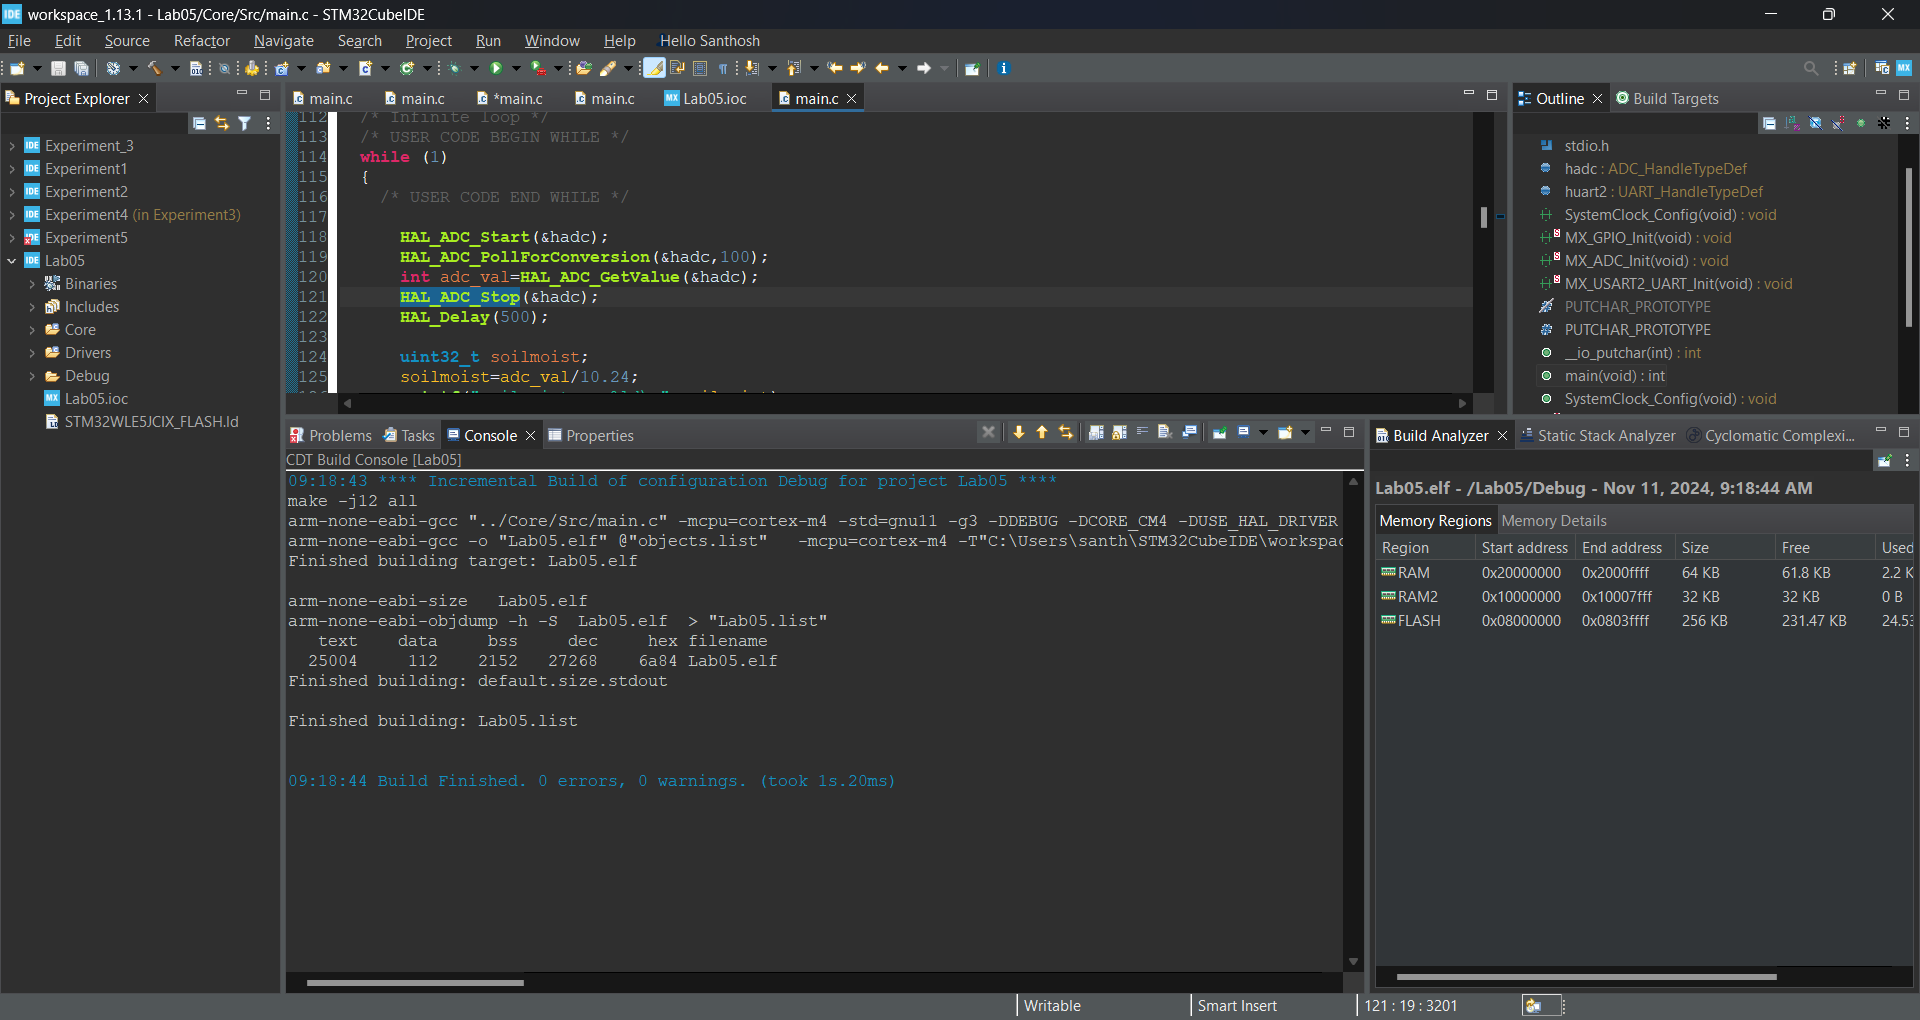 IDE workspace_1.13.1 - Lab05/Core/Src/main.c - STM32CubeIDE
File Edit Source Refactor Navigate Search Project Run Window Help Hello Santhosh
Project Explorer
Experiment_3
Experiment1
Experiment2
Experiment4 (in Experiment3)
Experiment5
Lab05
Binaries
Includes
Core
Drivers
Debug
Lab05.ioc
STM32WLE5JCIX_FLASH.ld
main.c main.c *main.c main.c Lab05.ioc main.c
112 /* Infinite loop */
113 /* USER CODE BEGIN WHILE */
114 while (1)
115 {
116 /* USER CODE END WHILE */
117
118 HAL_ADC_Start(&hadc);
119 HAL_ADC_PollForConversion(&hadc,100);
120 int adc_val=HAL_ADC_GetValue(&hadc);
121 HAL_ADC_Stop(&hadc);
122 HAL_Delay(500);
123
124 uint32_t soilmoist;
125 soilmoist=adc_val/10.24;
Outline Build Targets
stdio.h
hadc : ADC_HandleTypeDef
huart2 : UART_HandleTypeDef
SystemClock_Config(void) : void
MX_GPIO_Init(void) : void
MX_ADC_Init(void) : void
MX_USART2_UART_Init(void) : void
PUTCHAR_PROTOTYPE
PUTCHAR_PROTOTYPE
__io_putchar(int) : int
main(void) : int
SystemClock_Config(void) : void
Problems Tasks Console Properties
CDT Build Console [Lab05]
09:18:43 **** Incremental Build of configuration Debug for project Lab05 ****
make -j12 all
arm-none-eabi-gcc "../Core/Src/main.c" -mcpu=cortex-m4 -std=gnu11 -g3 -DDEBUG -DCORE_CM4 -DUSE_HAL_DRIVER
arm-none-eabi-gcc -o "Lab05.elf" @"objects.list" -mcpu=cortex-m4 -T"C:\Users\santh\STM32CubeIDE\workspac
Finished building target: Lab05.elf
arm-none-eabi-size Lab05.elf
arm-none-eabi-objdump -h -S Lab05.elf > "Lab05.list"
text data bss dec hex filename
25004 112 2152 27268 6a84 Lab05.elf
Finished building: default.size.stdout
Finished building: Lab05.list
09:18:44 Build Finished. 0 errors, 0 warnings. (took 1s.20ms)
Build Analyzer Static Stack Analyzer Cyclomatic Complexi...
Lab05.elf - /Lab05/Debug - Nov 11, 2024, 9:18:44 AM
Memory Regions Memory Details
Region Start address End address Size Free Used
RAM 0x20000000 0x2000ffff 64 KB 61.8 KB 2.2 K
RAM2 0x10000000 0x10007fff 32 KB 32 KB 0 B
FLASH 0x08000000 0x0803ffff 256 KB 231.47 KB 24.53
Writable Smart Insert 121 : 19 : 3201